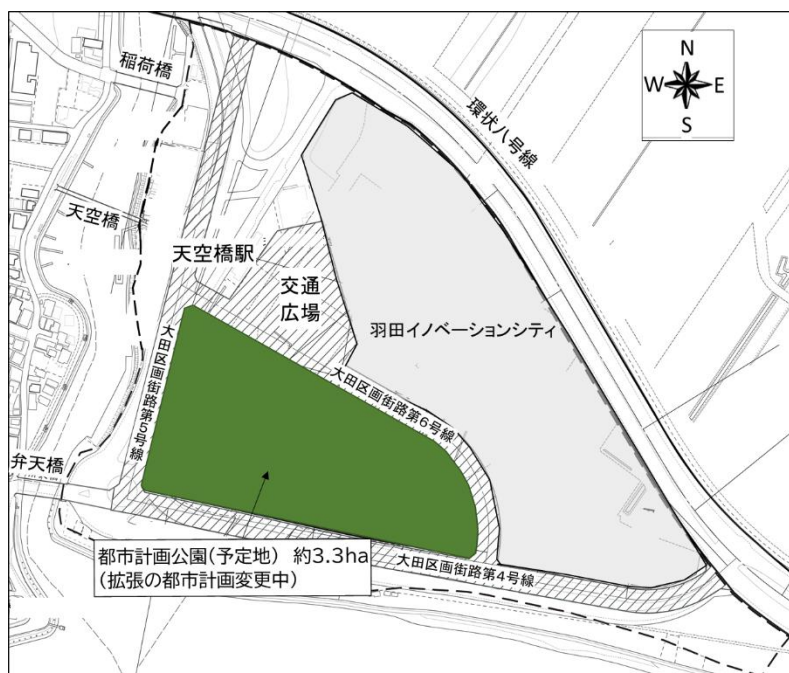 稲荷橋
N
W E
S
環状八号線
天空橋
天空橋駅
交通
広場
羽田イノベーションシティ
大田区画街路第5号線
大田区画街路第6号線
弁天橋
大田区画街路第4号線
都市計画公園(予定地) 約3.3ha
(拡張の都市計画変更中)